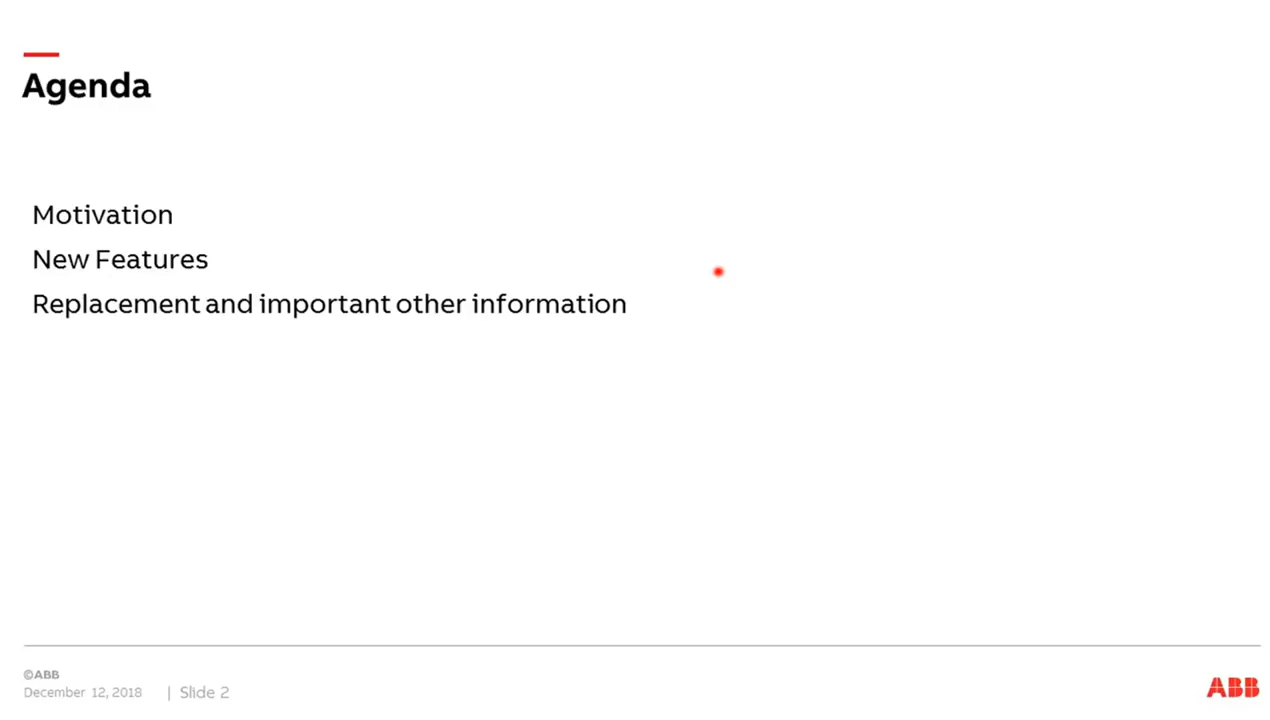 Agenda
Motivation
New Features
Replacement and important other information
©ABB
December 12, 2018 | Slide 2
ABB